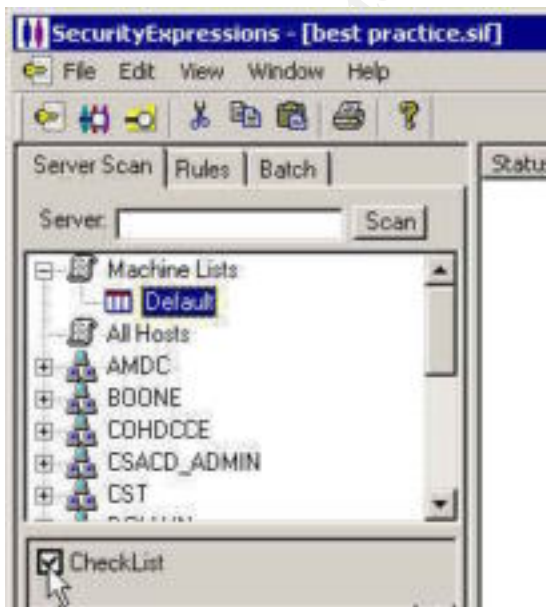 SecurityExpressions - [best practice.sif]
File Edit View Window Help
Server Scan Rules Batch
Status
Server: Scan
Machine Lists
Default
All Hosts
AMDC
BOONE
COHDCCE
CSACD_ADMIN
CST
CheckList